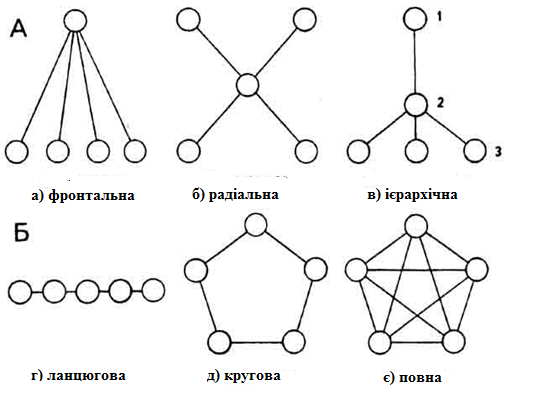 А
1
2
3
а) фронтальна
б) радіальна
в) ієрархічна
Б
г) ланцюгова
д) кругова
є) повна